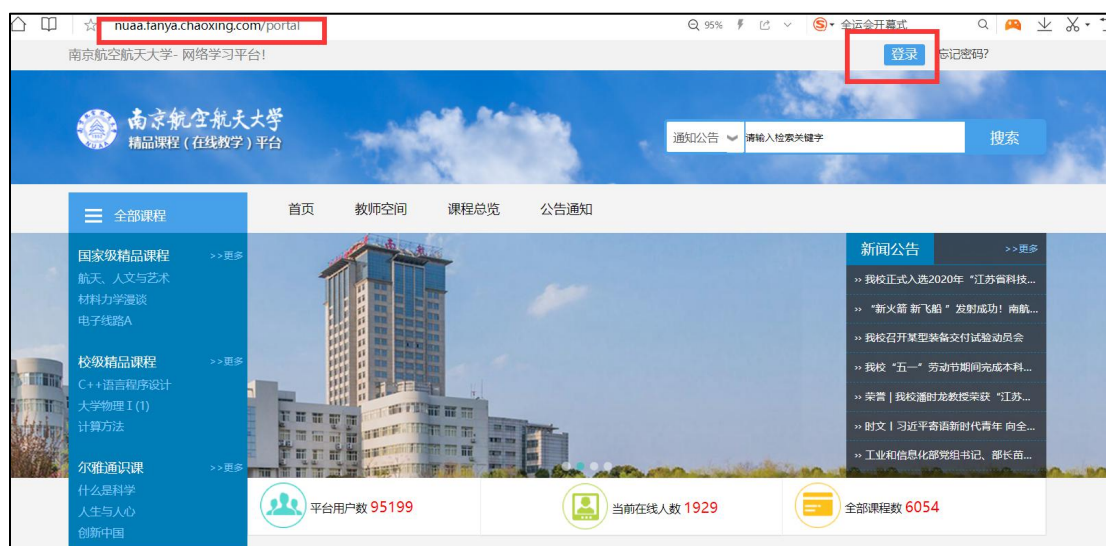 nuaa.fanya.chaoxing.com/portal
95%
全运会开幕式
南京航空航天大学- 网络学习平台!
登录
忘记密码?
南京航空航天大学
精品课程(在线教学)平台
通知公告
请输入检索关键字
搜索
全部课程
首页
教师空间
课程总览
公告通知
国家级精品课程
>>更多
航天、人文与艺术
材料力学漫谈
电子线路A
校级精品课程
>>更多
C++语言程序设计
大学物理 I (1)
计算方法
尔雅通识课
>>更多
什么是科学
人生与人心
创新中国
新闻公告
>>更多
›› 我校正式入选2020年“江苏省科技...
›› “新火箭 新飞船 ” 发射成功! 南航...
›› 我校召开某型装备交付试验动员会
›› 我校“五一”劳动节期间完成本科...
›› 荣誉 | 我校潘时龙教授荣获“江苏...
›› 时文丨习近平寄语新时代青年 向全...
›› 工业和信息化部党组书记、部长苗...
平台用户数 95199
当前在线人数 1929
全部课程数 6054